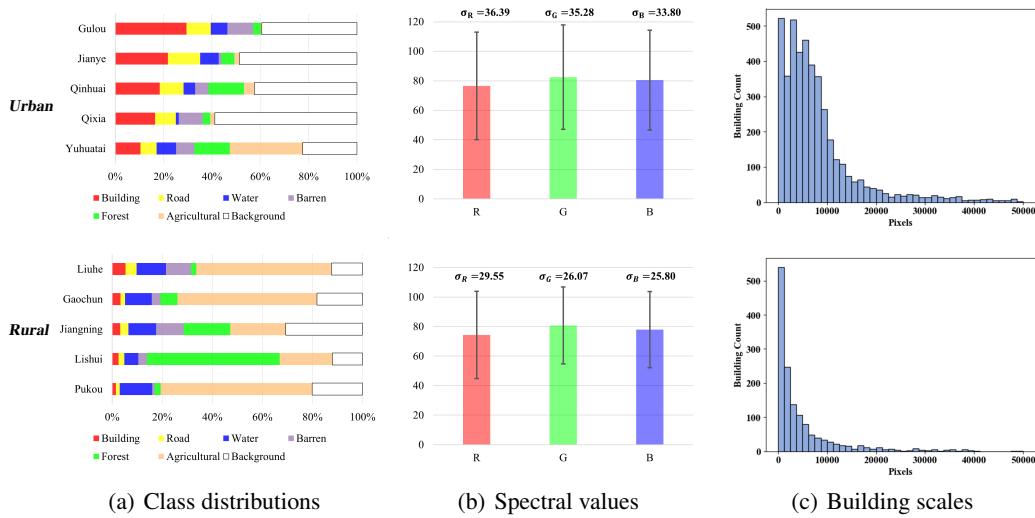 Urban
Gulou
Jianye
Qinhuai
Qixia
Yuhuatai
0% 20% 40% 60% 80% 100%
Building Road Water Barren
Forest Agricultural Background
σR = 36.39 σG = 35.28 σB = 33.80
120
100
80
60
40
20
0
R G B
Building Count
500
400
300
200
100
0
0 10000 20000 30000 40000 50000
Pixels
Rural
Liuhe
Gaochun
Jiangning
Lishui
Pukou
0% 20% 40% 60% 80% 100%
Building Road Water Barren
Forest Agricultural Background
σR = 29.55 σG = 26.07 σB = 25.80
120
100
80
60
40
20
0
R G B
Building Count
500
400
300
200
100
0
0 10000 20000 30000 40000 50000
Pixels
(a) Class distributions (b) Spectral values (c) Building scales